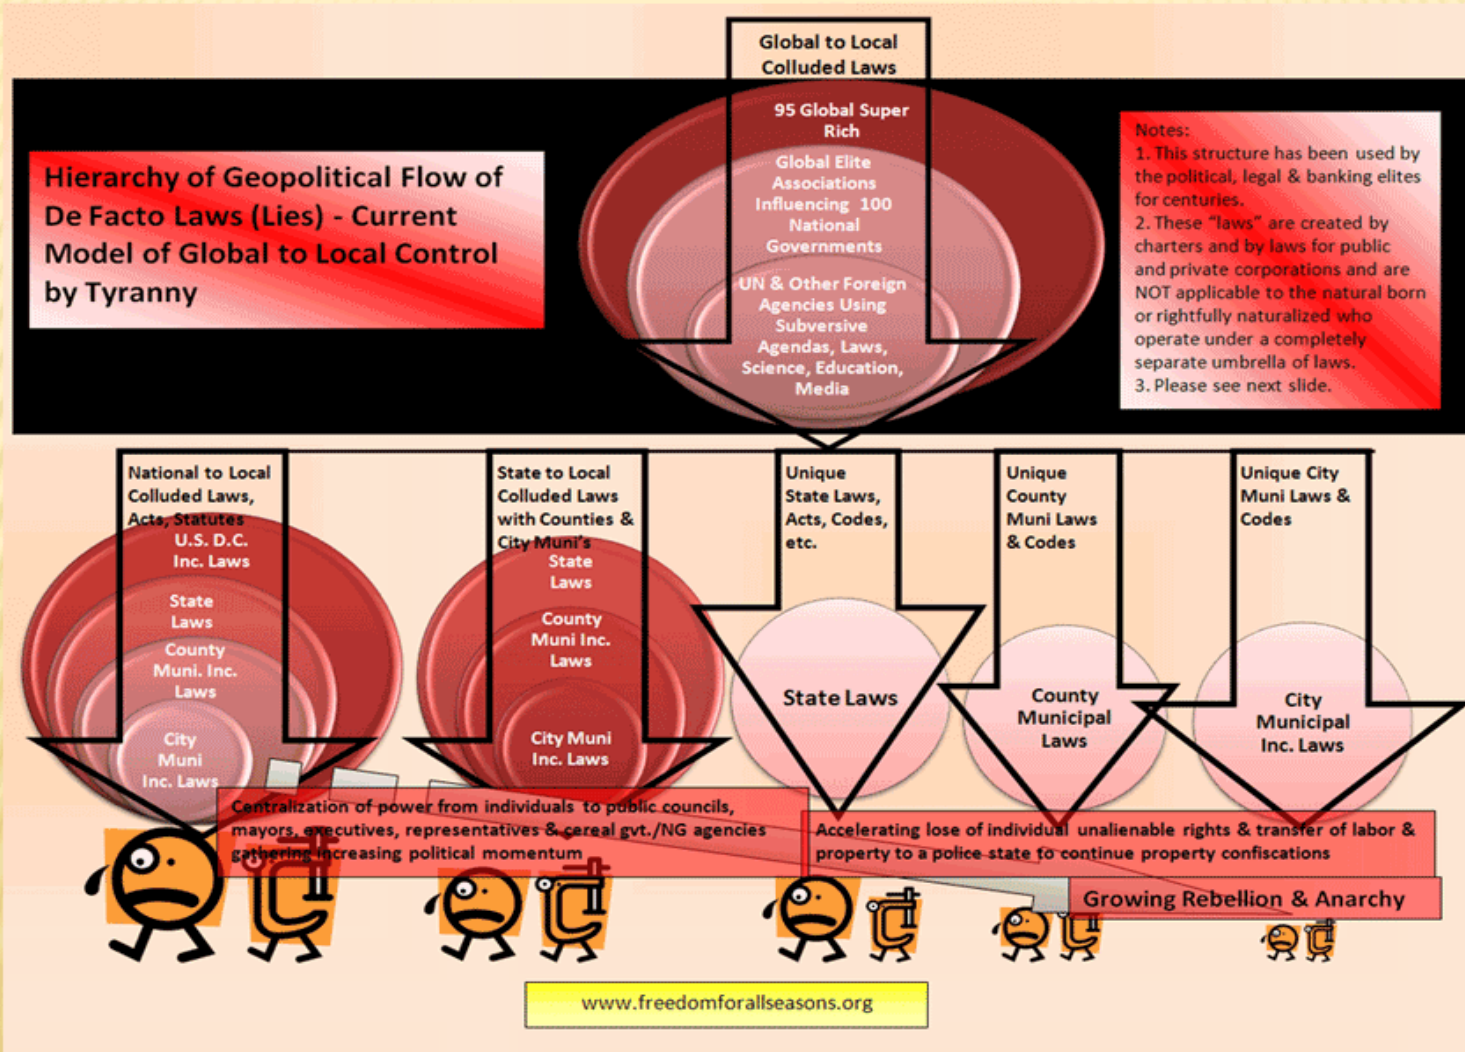 Global to Local
Colluded Laws
95 Global Super
Rich
Global Elite
Associations
Influencing 100
National
Governments
UN & Other Foreign
Agencies Using
Subversive
Agendas, Laws,
Science, Education,
Media
Hierarchy of Geopolitical Flow of
De Facto Laws (Lies) - Current
Model of Global to Local Control
by Tyranny
Notes:
1. This structure has been used by
the political, legal & banking elites
for centuries.
2. These “laws” are created by
charters and by laws for public
and private corporations and are
NOT applicable to the natural born
or rightfully naturalized who
operate under a completely
separate umbrella of laws.
3. Please see next slide.
National to Local
Colluded Laws,
Acts, Statutes
U.S. D.C.
Inc. Laws
State
Laws
County
Muni. Inc.
Laws
City
Muni
Inc. Laws
State to Local
Colluded Laws
with Counties &
City Muni's
State
Laws
County
Muni Inc.
Laws
City Muni
Inc. Laws
Unique
State Laws,
Acts, Codes,
etc.
State Laws
Unique
County
Muni Laws
& Codes
County
Municipal
Laws
Unique City
Muni Laws &
Codes
City
Municipal
Inc. Laws
Centralization of power from individuals to public councils,
mayors, executives, representatives & cereal gvt./NG agencies
gathering increasing political momentum
Accelerating lose of individual unalienable rights & transfer of labor &
property to a police state to continue property confiscations
Growing Rebellion & Anarchy
www.freedomforallseasons.org